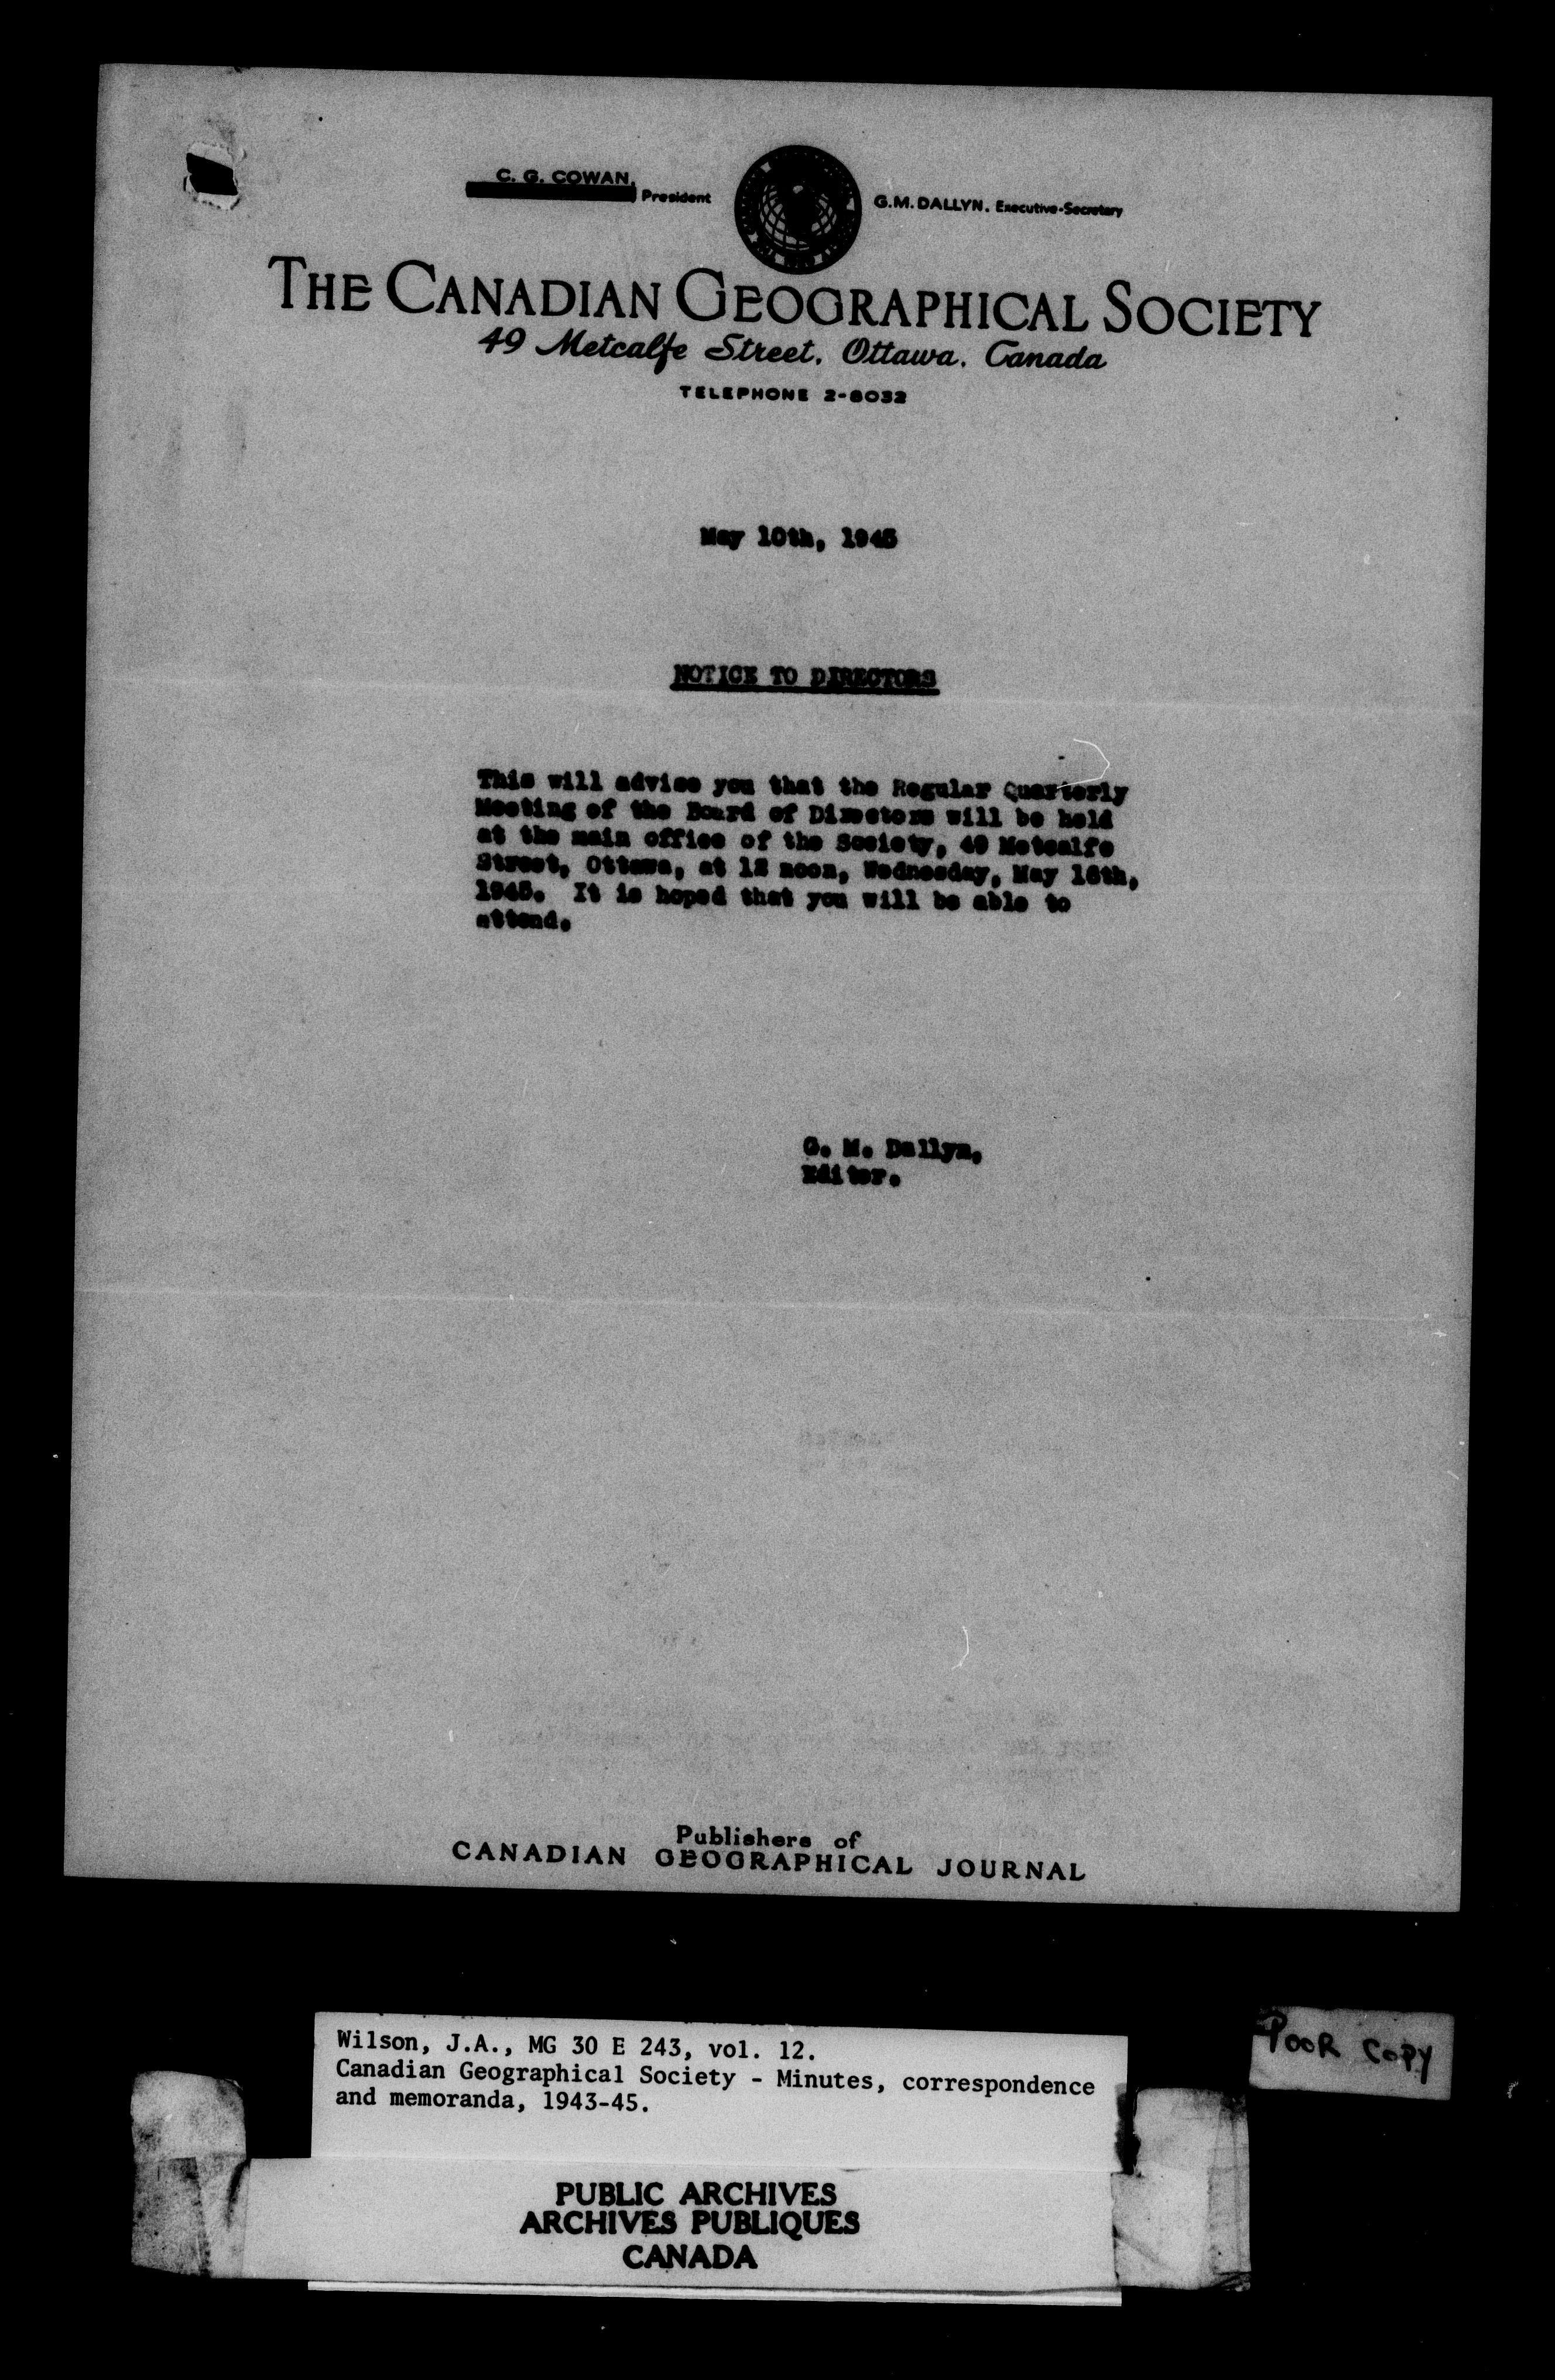 C. G. COWAN,
President
G.M. DALLYN, Executive-Secretary
THE CANADIAN GEOGRAPHICAL SOCIETY
49 Metcalfe Street, Ottawa, Canada
TELEPHONE 2-8032
May 10th, 1945
NOTICE TO DIRECTORS
This will advise you that the Regular Quarterly
Meeting of the Board of Directors will be held
at the main office of the Society, 49 Metcalfe
Street, Ottawa, at 12 noon, Wednesday, May 16th,
1945. It is hoped that you will be able to
attend.
G. M. Dallyn,
Editor.
Publishers of
CANADIAN GEOGRAPHICAL JOURNAL
Wilson, J.A., MG 30 E 243, vol. 12.
Canadian Geographical Society - Minutes, correspondence
and memoranda, 1943-45.
POOR COPY
PUBLIC ARCHIVES
ARCHIVES PUBLIQUES
CANADA